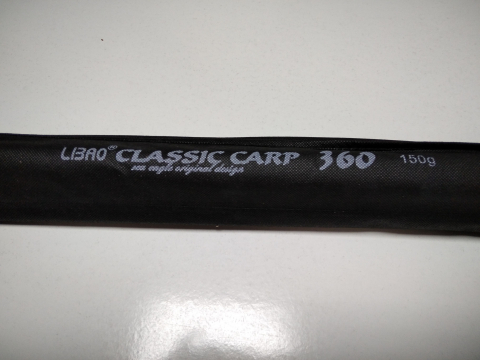 LIBAO® CLASSIC CARP 360 150g
sea eagle original design